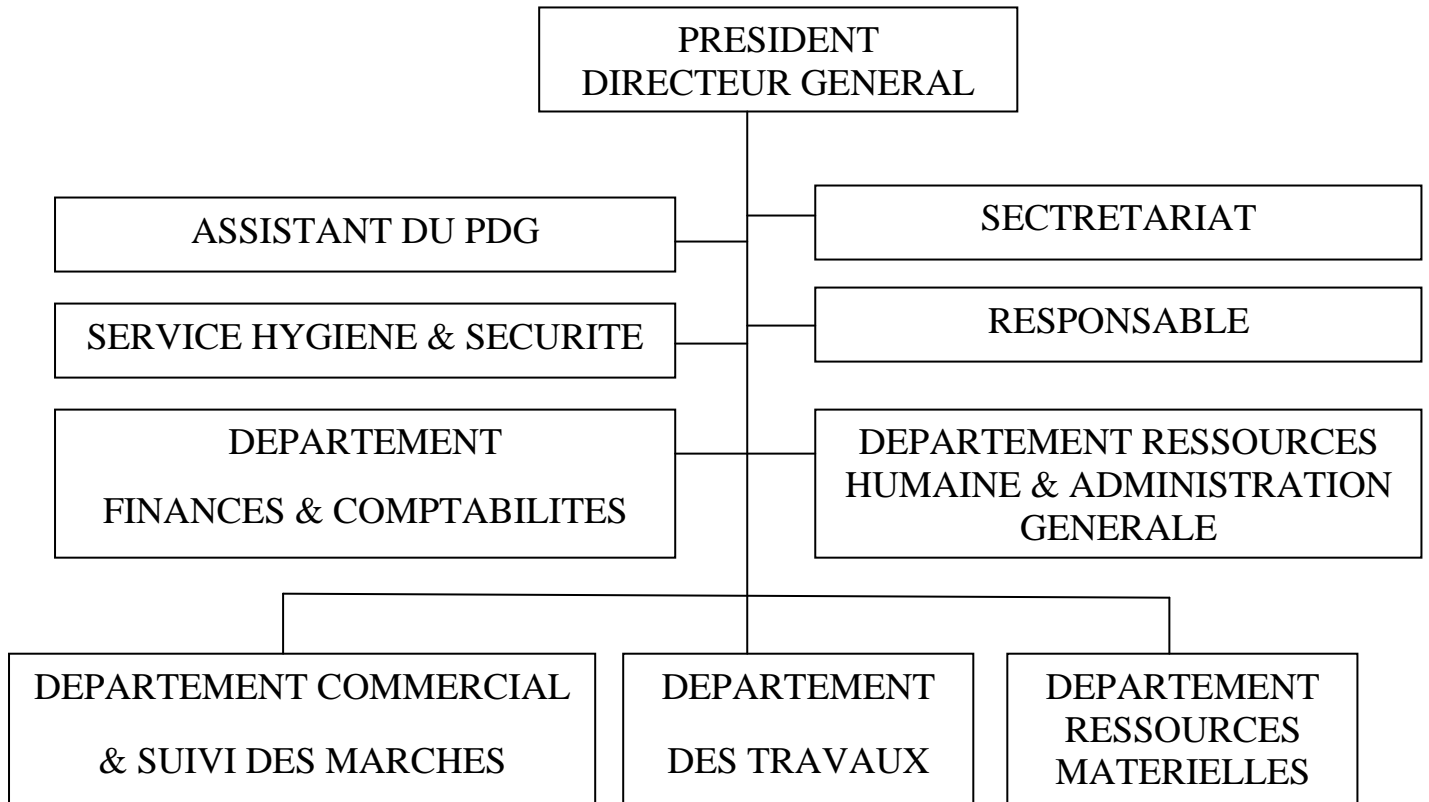 PRESIDENT
DIRECTEUR GENERAL
ASSISTANT DU PDG
SECTRETARIAT
SERVICE HYGIENE & SECURITE
RESPONSABLE
DEPARTEMENT
FINANCES & COMPTABILITES
DEPARTEMENT RESSOURCES
HUMAINE & ADMINISTRATION
GENERALE
DEPARTEMENT COMMERCIAL
& SUIVI DES MARCHES
DEPARTEMENT
DES TRAVAUX
DEPARTEMENT
RESSOURCES
MATERIELLES